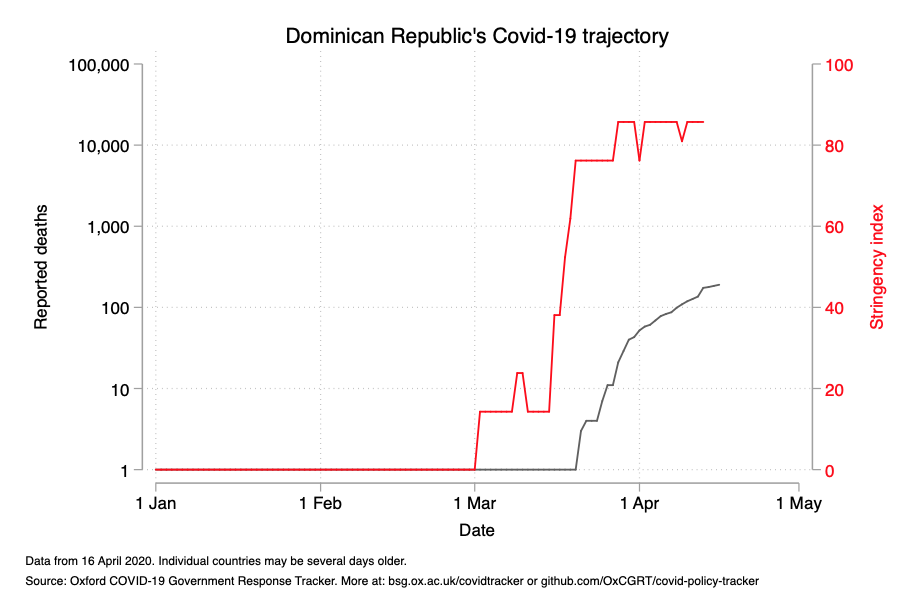 Dominican Republic's Covid-19 trajectory
100,000
10,000
1,000
100
10
1
Reported deaths
100
80
60
40
20
0
Stringency index
1 Jan
1 Feb
1 Mar
1 Apr
1 May
Date
Data from 16 April 2020. Individual countries may be several days older.
Source: Oxford COVID-19 Government Response Tracker. More at: bsg.ox.ac.uk/covidtracker or github.com/OxCGRT/covid-policy-tracker